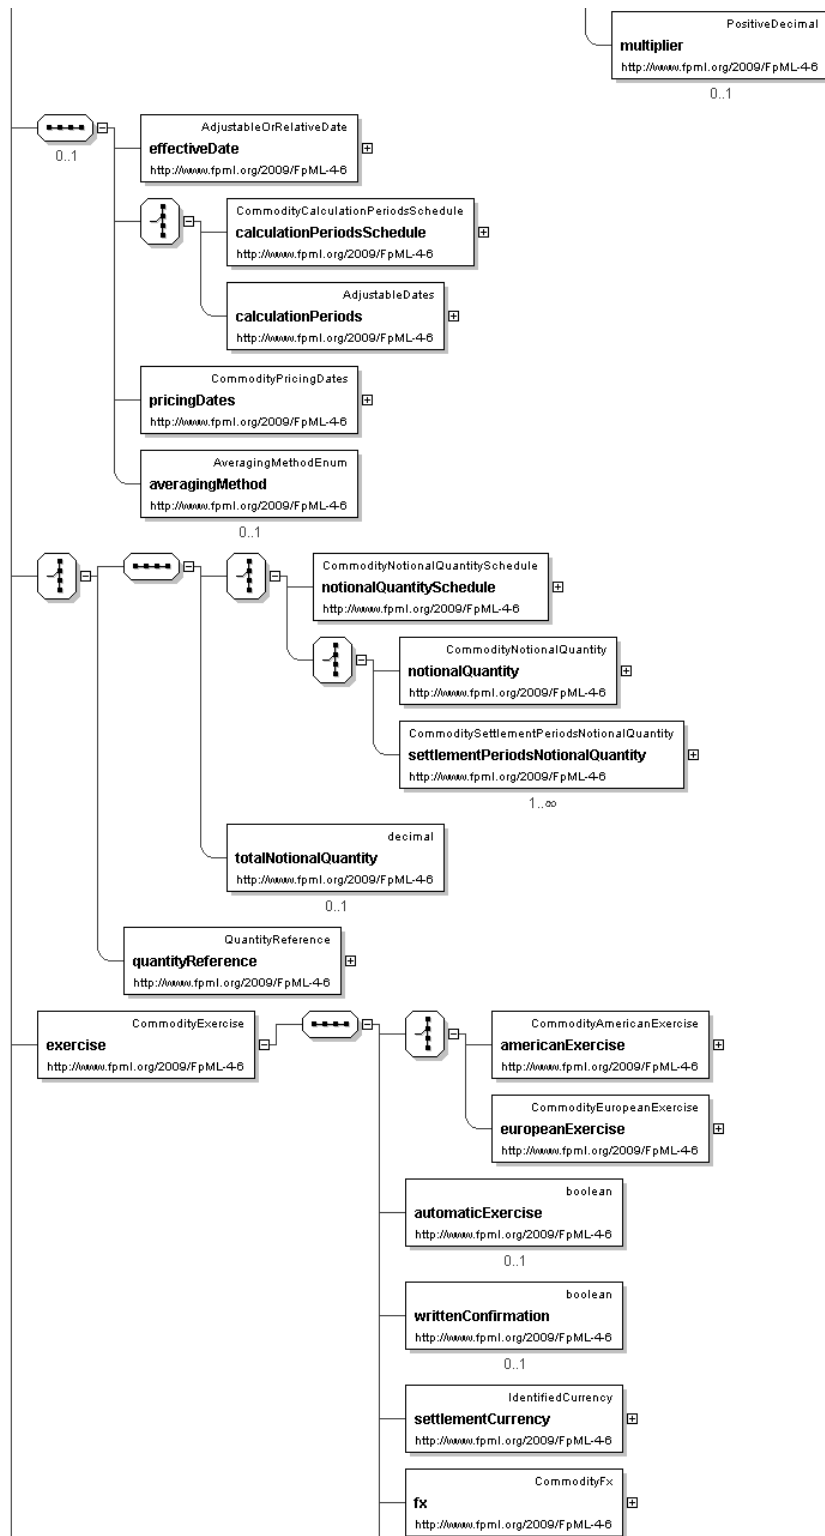 PositiveDecimal
multiplier
http://www.fpml.org/2009/FpML-4-6
0..1
AdjustableOrRelativeDate
effectiveDate
http://www.fpml.org/2009/FpML-4-6
0..1
CommodityCalculationPeriodsSchedule
calculationPeriodsSchedule
http://www.fpml.org/2009/FpML-4-6
AdjustableDates
calculationPeriods
http://www.fpml.org/2009/FpML-4-6
CommodityPricingDates
pricingDates
http://www.fpml.org/2009/FpML-4-6
AveragingMethodEnum
averagingMethod
http://www.fpml.org/2009/FpML-4-6
0..1
CommodityNotionalQuantitySchedule
notionalQuantitySchedule
http://www.fpml.org/2009/FpML-4-6
CommodityNotionalQuantity
notionalQuantity
http://www.fpml.org/2009/FpML-4-6
CommoditySettlementPeriodsNotionalQuantity
settlementPeriodsNotionalQuantity
http://www.fpml.org/2009/FpML-4-6
1..∞
decimal
totalNotionalQuantity
http://www.fpml.org/2009/FpML-4-6
0..1
QuantityReference
quantityReference
http://www.fpml.org/2009/FpML-4-6
CommodityExercise
exercise
http://www.fpml.org/2009/FpML-4-6
CommodityAmericanExercise
americanExercise
http://www.fpml.org/2009/FpML-4-6
CommodityEuropeanExercise
europeanExercise
http://www.fpml.org/2009/FpML-4-6
boolean
automaticExercise
http://www.fpml.org/2009/FpML-4-6
0..1
boolean
writtenConfirmation
http://www.fpml.org/2009/FpML-4-6
0..1
IdentifiedCurrency
settlementCurrency
http://www.fpml.org/2009/FpML-4-6
CommodityFx
fx
http://www.fpml.org/2009/FpML-4-6